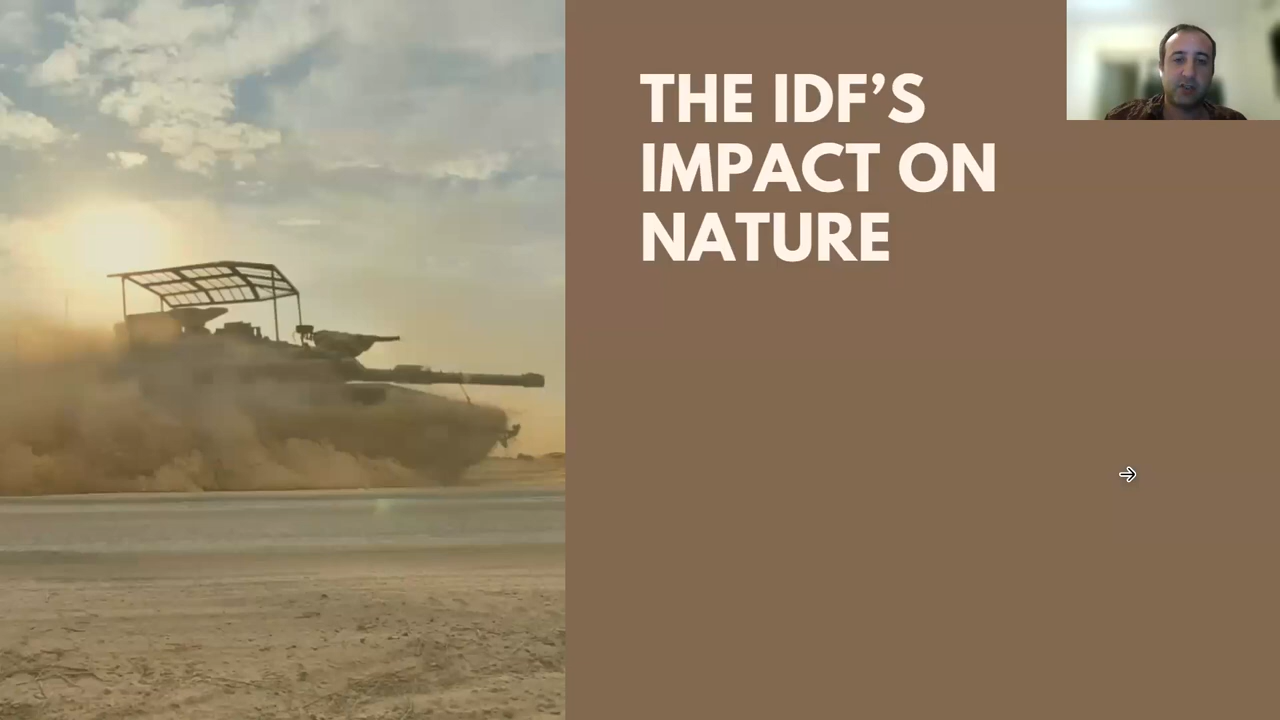 THE IDF’S
IMPACT ON
NATURE